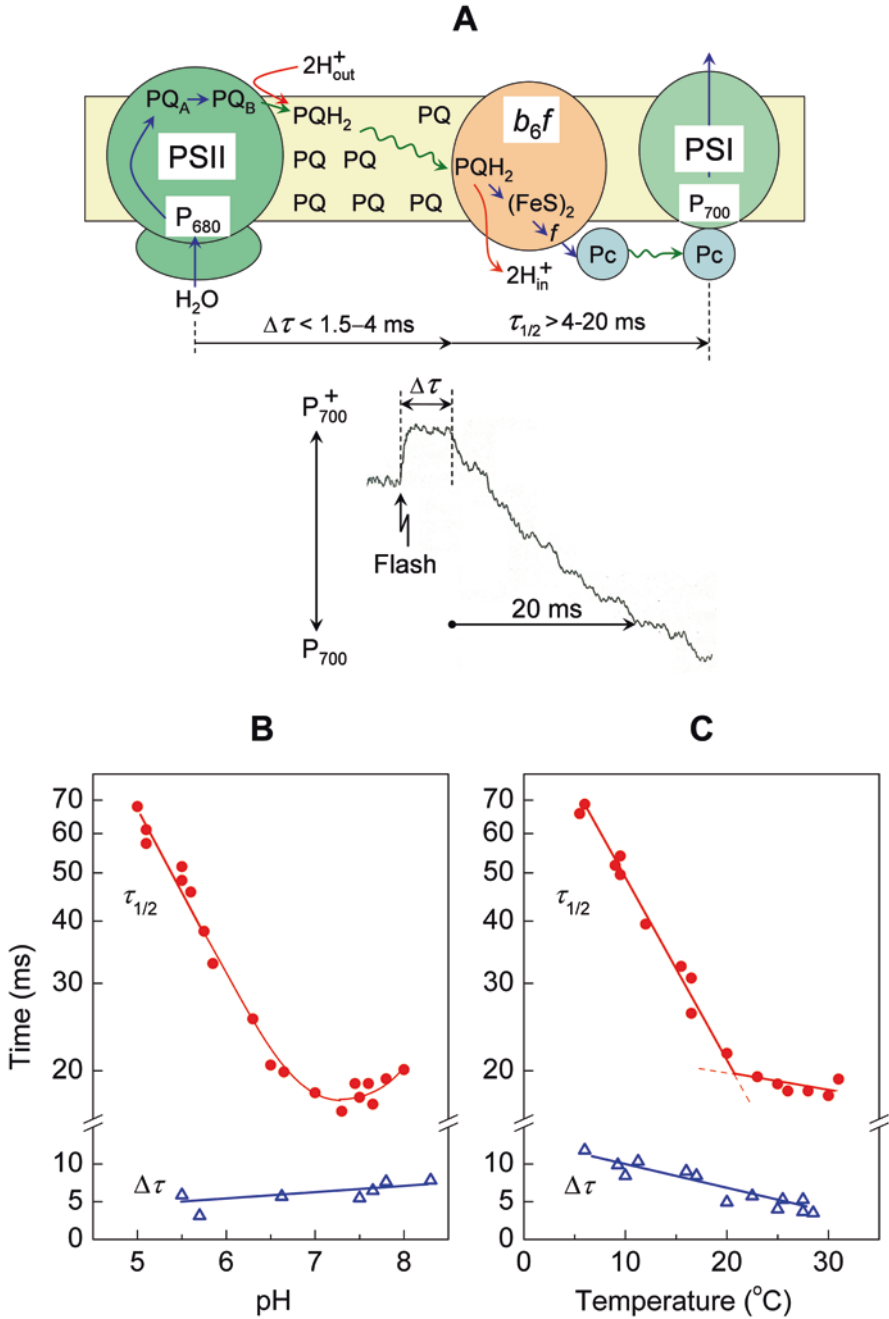 A
2H⁺out
PQA PQB
PQH₂ PQ
b₆f
PSII
PSI
PQ PQ
PQH₂
(FeS)₂
P₆₈₀
PQ PQ PQ
P₇₀₀
f
Pc Pc
2H⁺in
H₂O
Δτ < 1.5–4 ms
τ1/2 > 4-20 ms
Δτ
P⁺₇₀₀
Flash
20 ms
P₇₀₀
B
C
Time (ms)
70
60
50
40
30
20
10
5
0
τ1/2
Δτ
5 6 7 8
pH
70
60
50
40
30
20
10
5
0
τ1/2
Δτ
0 10 20 30
Temperature (°C)